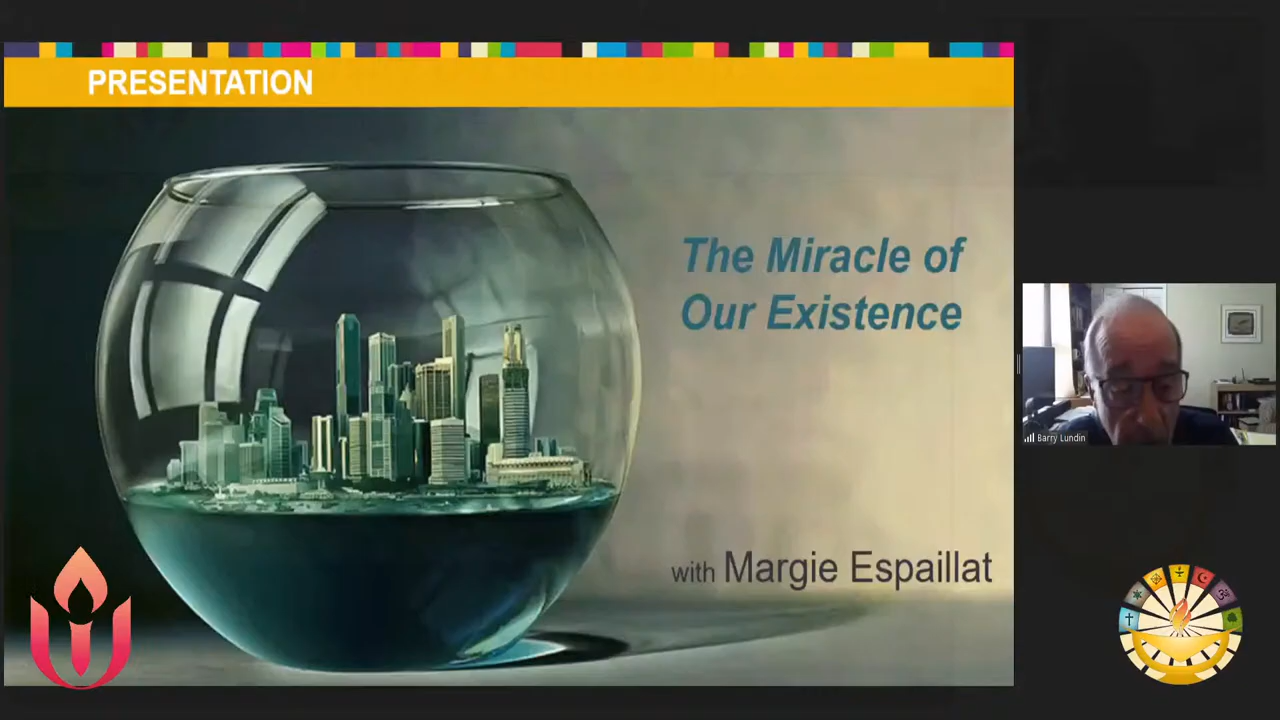 PRESENTATION
The Miracle of
Our Existence
with Margie Espaillat
Barry Lundin